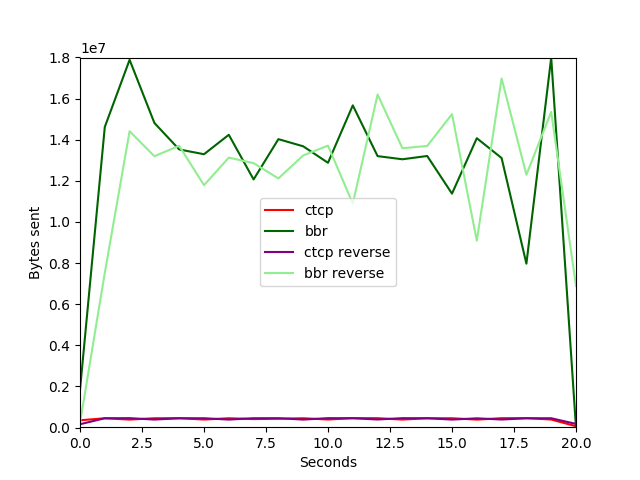 1e7
1.8
1.6
1.4
1.2
1.0
0.8
0.6
0.4
0.2
0.0
Bytes sent
ctcp
bbr
ctcp reverse
bbr reverse
0.0 2.5 5.0 7.5 10.0 12.5 15.0 17.5 20.0
Seconds